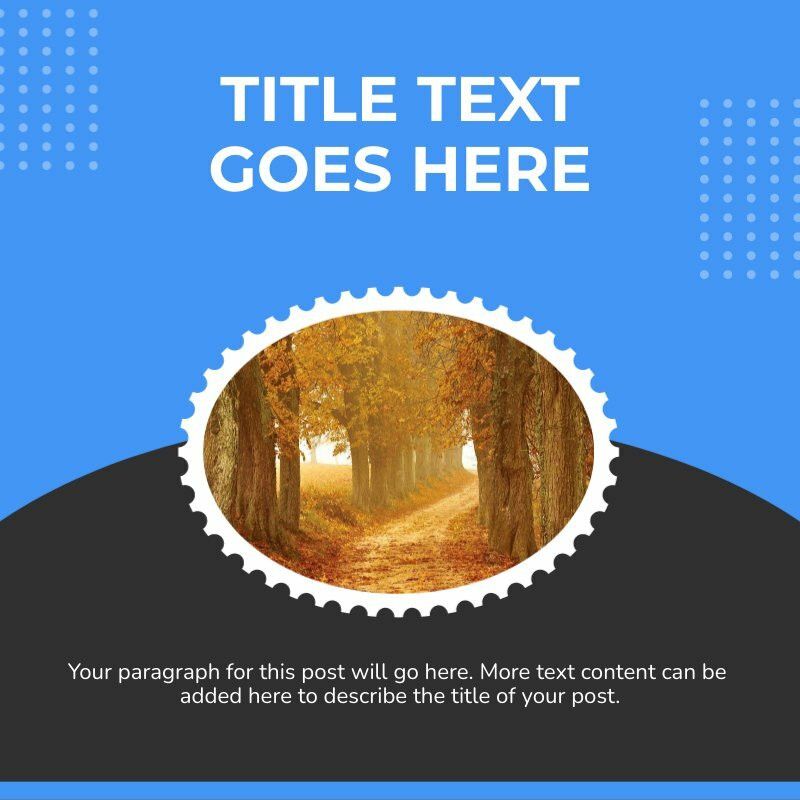 TITLE TEXT
GOES HERE
Your paragraph for this post will go here. More text content can be
added here to describe the title of your post.